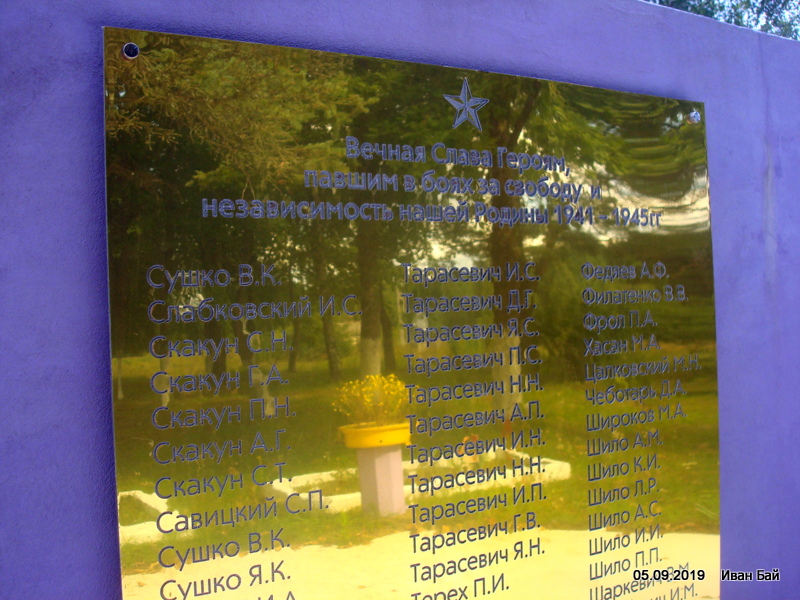 Вечная Слава Героям,
павшим в боях за свободу и
независимость нашей Родины 1941 - 1945гг
Сушко В.К.
Слабковский И.С.
Скакун С.Н.
Скакун Г.А.
Скакун П.Н.
Скакун А.Г.
Скакун С.Т.
Савицкий С.П.
Сушко В.К.
Сушко Я.К.
Тарасевич И.С.
Тарасевич Д.Г.
Тарасевич Я.С.
Тарасевич П.С.
Тарасевич Н.Н.
Тарасевич А.П.
Тарасевич И.Н.
Тарасевич Н.Н.
Тарасевич И.П.
Тарасевич Г.В.
Тарасевич Я.Н.
Терех П.И.
Федяев А.Ф.
Филатенко В.В.
Фрол П.А.
Хасан М.А.
Цалковский М.Н.
Чеботарь Д.А.
Широков М.А.
Шило А.М.
Шило К.И.
Шило Л.Р.
Шило А.С.
Шило И.И.
Шило П.П.
Шаркевич
И.М.
05.09.2019 Иван Бай